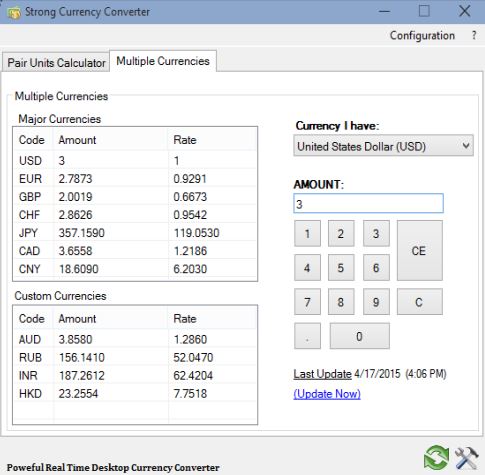 Strong Currency Converter
Configuration ?
Pair Units Calculator Multiple Currencies
Multiple Currencies
Major Currencies
Code Amount Rate
USD 3 1
EUR 2.7873 0.9291
GBP 2.0019 0.6673
CHF 2.8626 0.9542
JPY 357.1590 119.0530
CAD 3.6558 1.2186
CNY 18.6090 6.2030
Custom Currencies
Code Amount Rate
AUD 3.8580 1.2860
RUB 156.1410 52.0470
INR 187.2612 62.4204
HKD 23.2554 7.7518
Currency I have:
United States Dollar (USD)
AMOUNT:
3
1 2 3 CE
4 5 6
7 8 9 C
. 0
Last Update 4/17/2015 (4:06 PM)
(Update Now)
Poweful Real Time Desktop Currency Converter